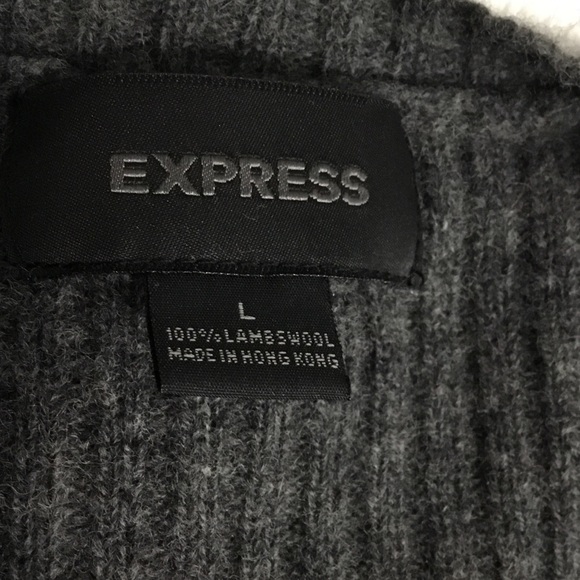 EXPRESS
L
100% LAMBSWOOL
MADE IN HONG KONG